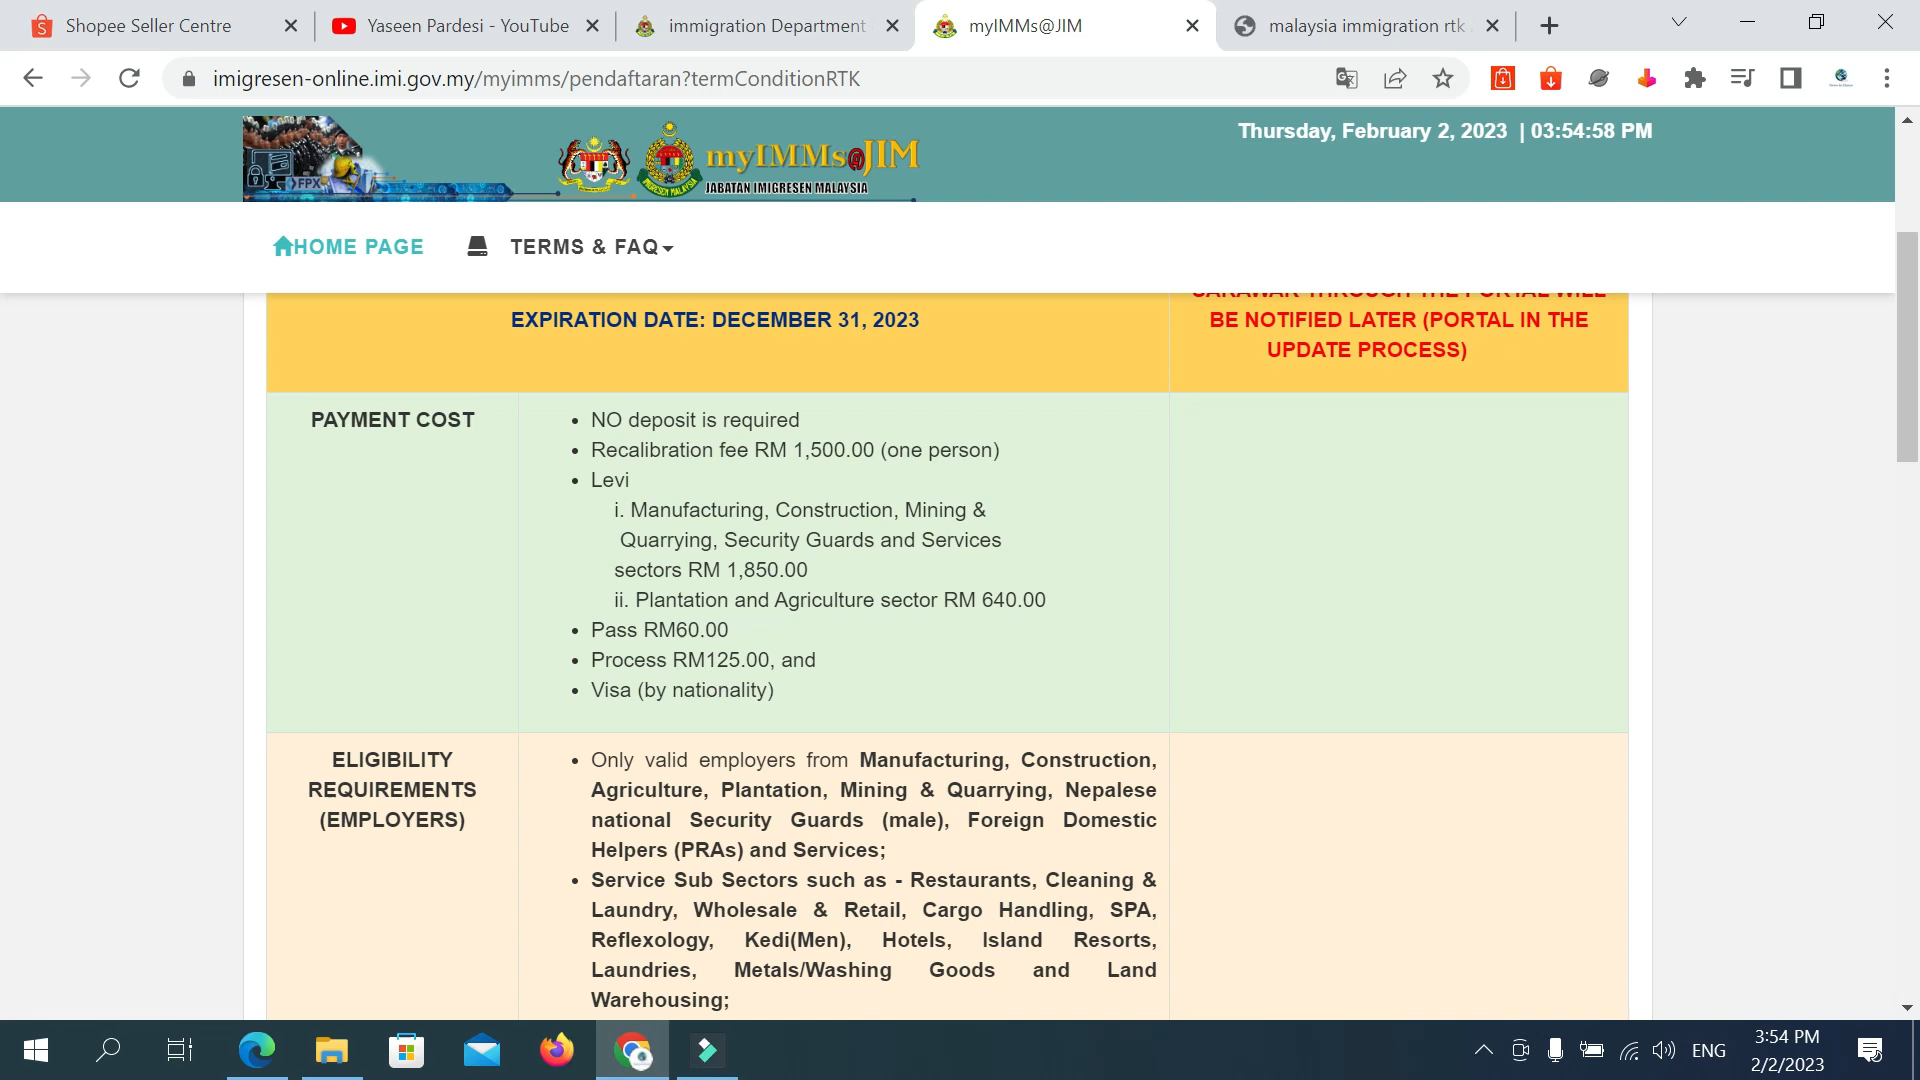 Shopee Seller Centre
Yaseen Pardesi - YouTube
immigration Department
myIMMs@JIM
malaysia immigration rtk
imigresen-online.imi.gov.my/myimms/pendaftaran?termConditionRTK
FPX
myIMMs@JIM
JABATAN IMIGRESEN MALAYSIA
Thursday, February 2, 2023 | 03:54:58 PM
HOME PAGE
TERMS & FAQ
SARAWAK THROUGH THE PORTAL WILL
EXPIRATION DATE: DECEMBER 31, 2023
BE NOTIFIED LATER (PORTAL IN THE
UPDATE PROCESS)
PAYMENT COST
• NO deposit is required
• Recalibration fee RM 1,500.00 (one person)
• Levi
i. Manufacturing, Construction, Mining &
Quarrying, Security Guards and Services
sectors RM 1,850.00
ii. Plantation and Agriculture sector RM 640.00
• Pass RM60.00
• Process RM125.00, and
• Visa (by nationality)
ELIGIBILITY
REQUIREMENTS
(EMPLOYERS)
• Only valid employers from Manufacturing, Construction,
Agriculture, Plantation, Mining & Quarrying, Nepalese
national Security Guards (male), Foreign Domestic
Helpers (PRAs) and Services;
• Service Sub Sectors such as - Restaurants, Cleaning &
Laundry, Wholesale & Retail, Cargo Handling, SPA,
Reflexology, Kedi(Men), Hotels, Island Resorts,
Laundries, Metals/Washing Goods and Land
Warehousing;
ENG
3:54 PM
2/2/2023